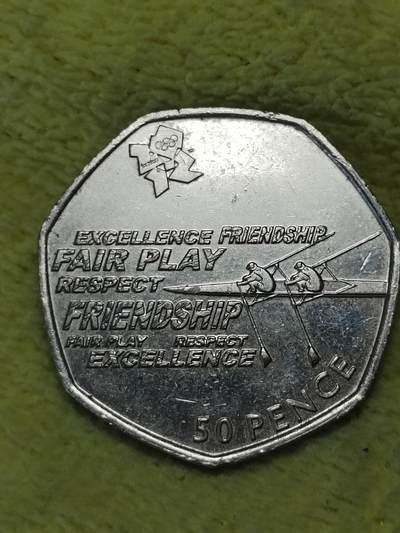 EXCELLENCE FRIENDSHIP
FAIR PLAY
RESPECT
FRIENDSHIP
FAIR PLAY RESPECT
EXCELLENCE
50 PENCE